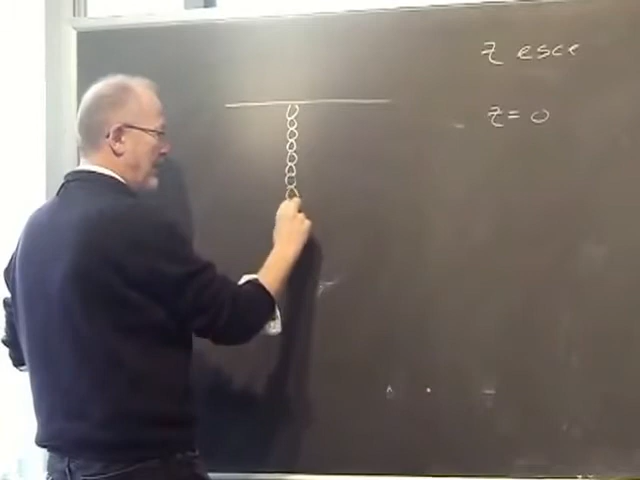 z esce
z = 0